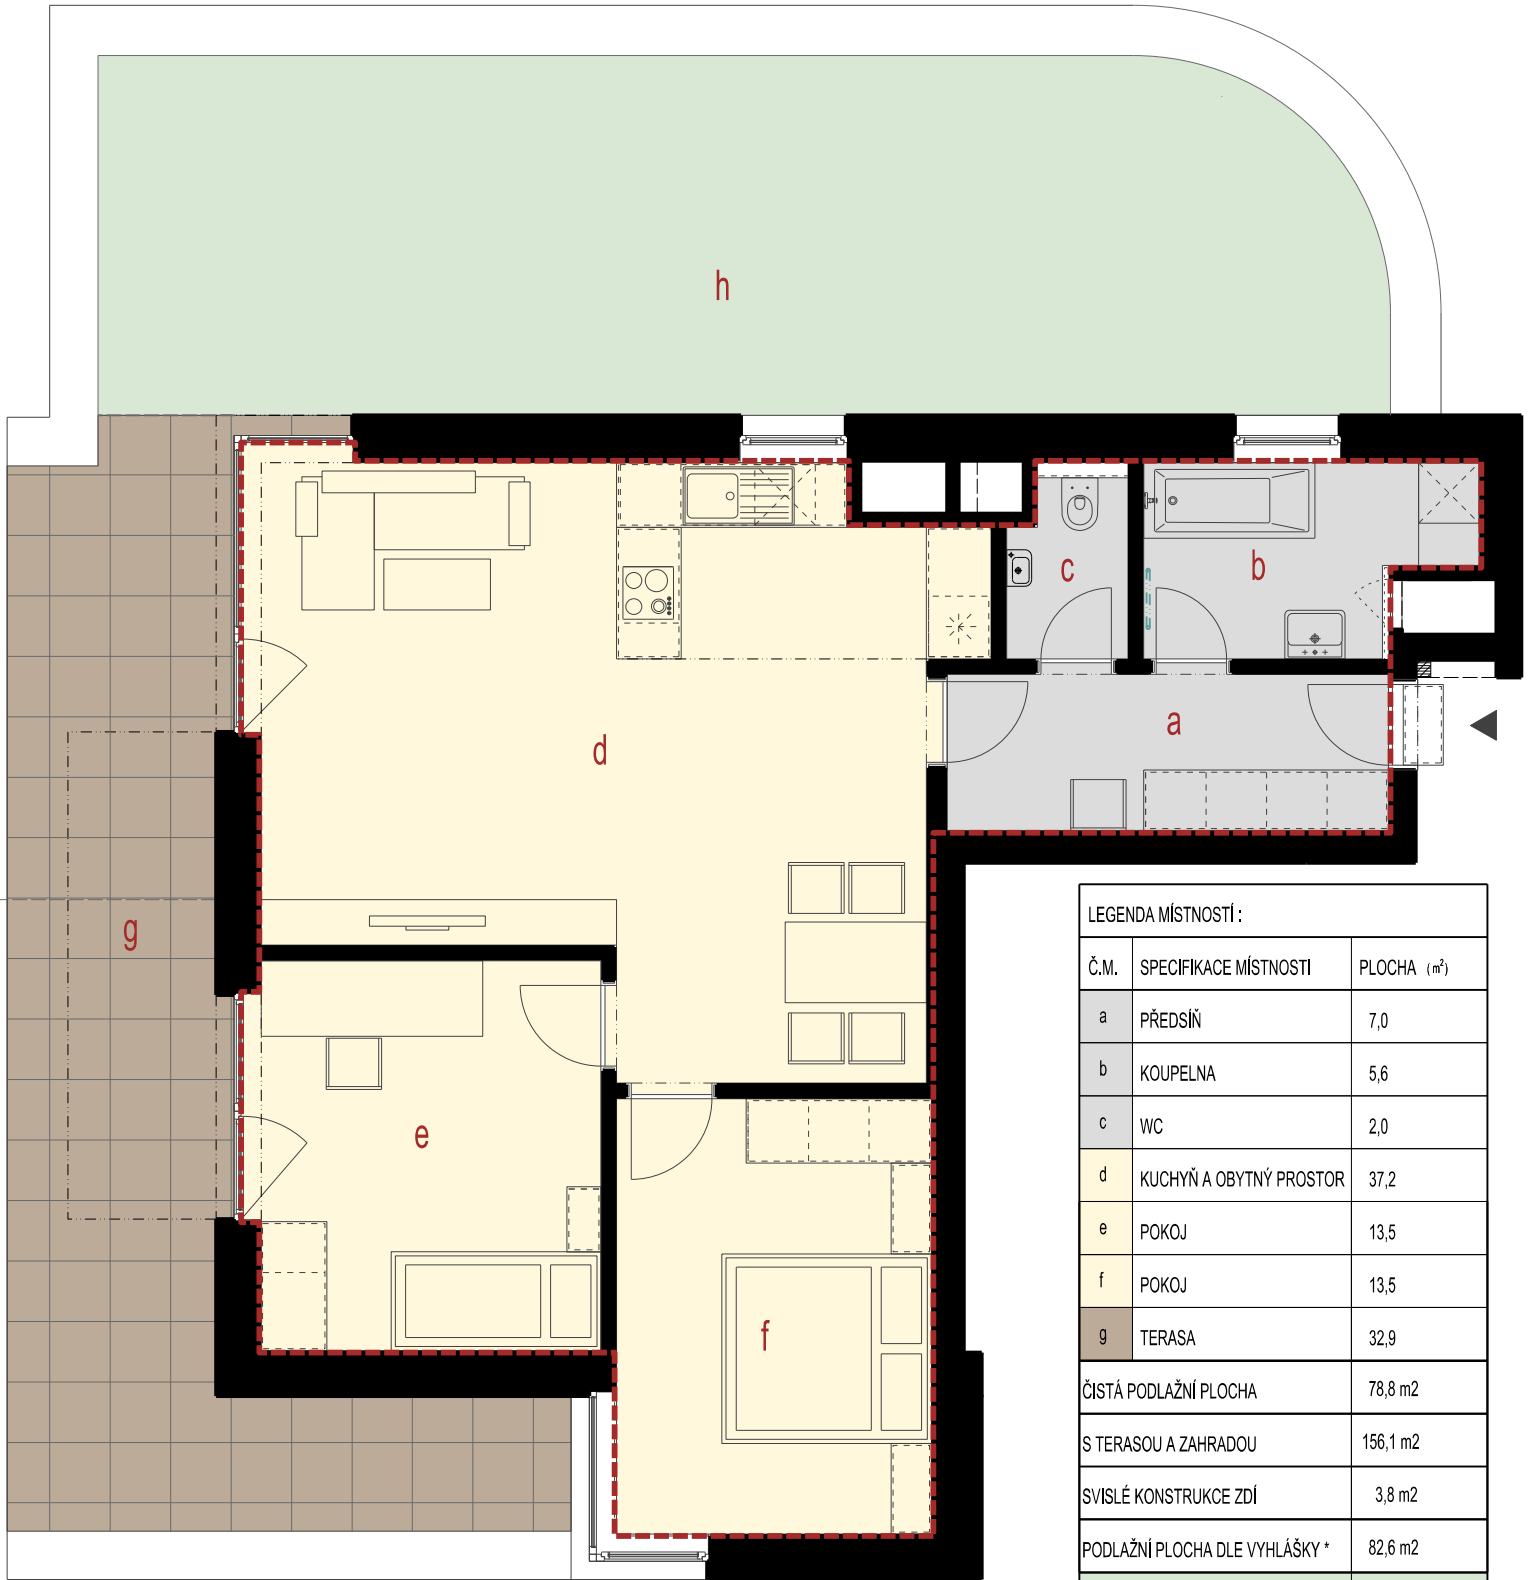 h
c
b
a
d
g
e
f
LEGENDA MÍSTNOSTÍ :
Č.M. SPECIFIKACE MÍSTNOSTI PLOCHA (m²)
a PŘEDSÍŇ 7,0
b KOUPELNA 5,6
c WC 2,0
d KUCHYŇ A OBYTNÝ PROSTOR 37,2
e POKOJ 13,5
f POKOJ 13,5
g TERASA 32,9
ČISTÁ PODLAŽNÍ PLOCHA 78,8 m2
S TERASOU A ZAHRADOU 156,1 m2
SVISLÉ KONSTRUKCE ZDÍ 3,8 m2
PODLAŽNÍ PLOCHA DLE VYHLÁŠKY * 82,6 m2